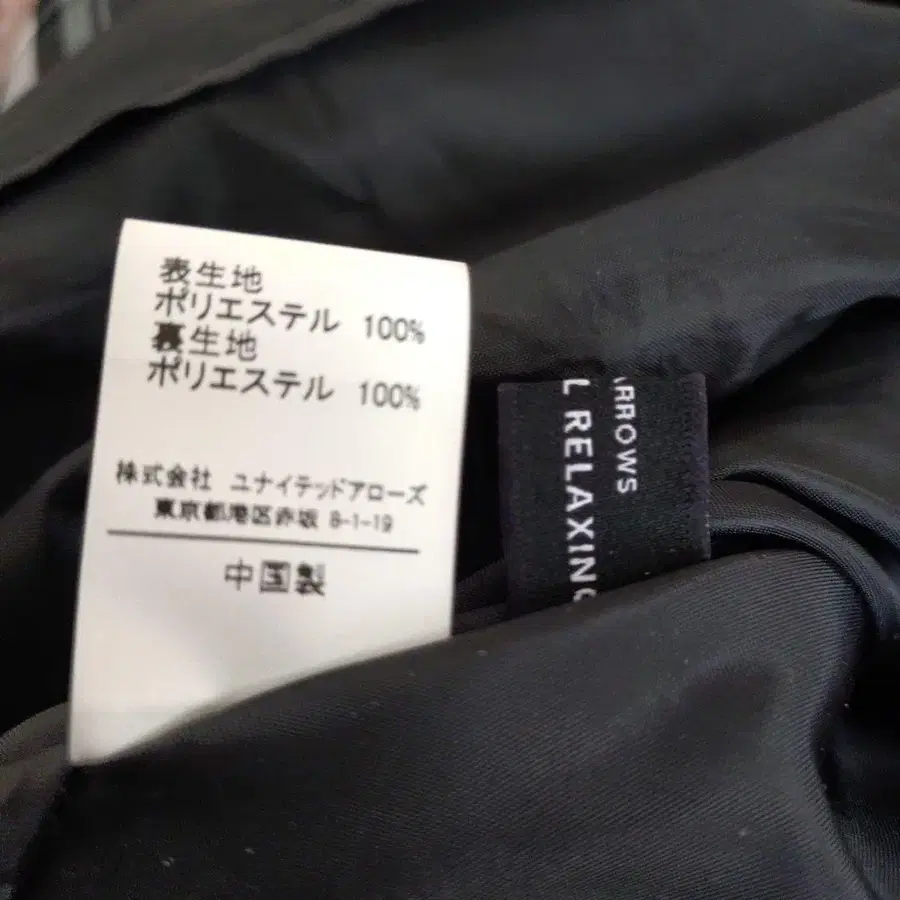 表生地
ポリエステル 100%
裏生地
ポリエステル 100%
株式会社 ユナイテッドアローズ
東京都港区赤坂 8-1-19
中国製
ARROWS
L RELAXING